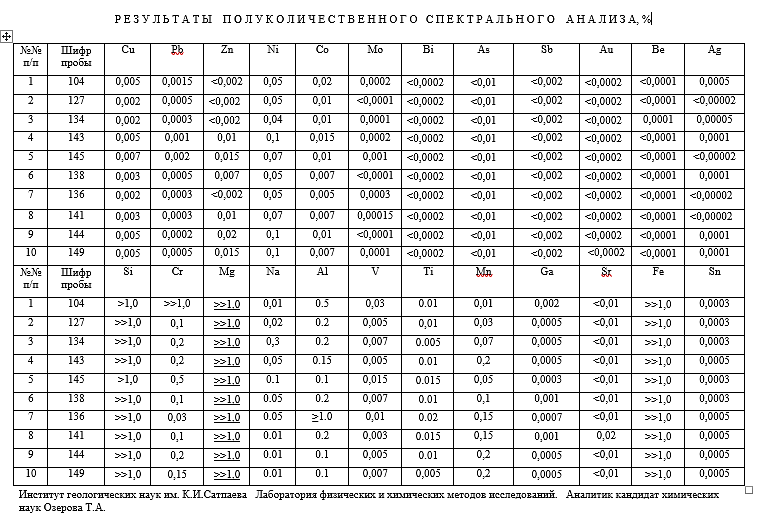 РЕЗУЛЬТАТЫ ПОЛУКОЛИЧЕСТВЕННОГО СПЕКТРАЛЬНОГО АНАЛИЗА,%
№№ п/п Шифр пробы Cu Pb Zn Ni Co Mo Bi As Sb Au Be Ag
1 104 0,005 0,0015 <0,002 0,05 0,02 0,0002 <0,0002 <0,01 <0,002 <0,0002 <0,0001 0,0005
2 127 0,002 0,0005 <0,002 0,05 0,01 <0,0001 <0,0002 <0,01 <0,002 <0,0002 <0,0001 <0,00002
3 134 0,002 0,0003 <0,002 0,04 0,01 0,0001 <0,0002 <0,01 <0,002 <0,0002 0,0001 0,00005
4 143 0,005 0,001 0,01 0,1 0,015 0,0002 <0,0002 <0,01 <0,002 <0,0002 <0,0001 0,0001
5 145 0,007 0,002 0,015 0,07 0,01 0,001 <0,0002 <0,01 <0,002 <0,0002 <0,0001 <0,00002
6 138 0,003 0,0005 0,007 0,05 0,007 <0,0001 <0,0002 <0,01 <0,002 <0,0002 <0,0001 0,0001
7 136 0,002 0,0003 <0,002 0,05 0,005 0,0003 <0,0002 <0,01 <0,002 <0,0002 <0,0001 <0,00002
8 141 0,003 0,0003 0,01 0,07 0,007 0,00015 <0,0002 <0,01 <0,002 <0,0002 <0,0001 <0,00002
9 144 0,005 0,0002 0,02 0,1 0,01 <0,0001 <0,0002 <0,01 <0,002 <0,0002 <0,0001 0,0001
10 149 0,005 0,0005 0,015 0,1 0,007 0,0001 <0,0002 <0,01 <0,002 <0,0002 <0,0001 0,0001
№№ п/п Шифр пробы Si Cr Mg Na Al V Ti Mn Ga Sr Fe Sn
1 104 >1,0 >>1,0 >>1.0 0,01 0.5 0,03 0.01 0,01 0,002 <0,01 >>1,0 0,0003
2 127 >>1,0 0,1 >>1.0 0,02 0.2 0,005 0,01 0,03 0,0005 <0,01 >>1,0 0,0003
3 134 >>1,0 0,2 >>1.0 0,3 0.2 0,007 0.005 0,07 0,0005 <0,01 >>1,0 0,0003
4 143 >>1,0 0,2 >>1.0 0,05 0.15 0,005 0.01 0,2 0,0005 <0,01 >>1,0 0,0005
5 145 >1,0 0,5 >>1.0 0,1 0.1 0,015 0.015 0,05 0,0003 <0,01 >>1,0 0,0003
6 138 >>1,0 0,1 >>1.0 0,05 0.2 0,007 0.01 0,1 0,001 <0,01 >>1,0 0,0003
7 136 >>1,0 0,03 >>1.0 0,05 >1.0 0,01 0.02 0,15 0,0007 <0,01 >>1,0 0,0005
8 141 >>1,0 0,1 >>1.0 0,01 0.2 0,003 0.015 0,15 0,001 0,02 >>1,0 0,0005
9 144 >>1,0 0,2 >>1.0 0,01 0.1 0,005 0.01 0,2 0,0005 <0,01 >>1,0 0,0005
10 149 >>1,0 0,15 >>1.0 0.01 0.1 0,007 0,005 0,2 0,0005 <0,01 >>1,0 0,0005
Институт геологических наук им. К.И.Сатпаева Лаборатория физических и химических методов исследований. Аналитик кандидат химических
наук Озерова Т.А.